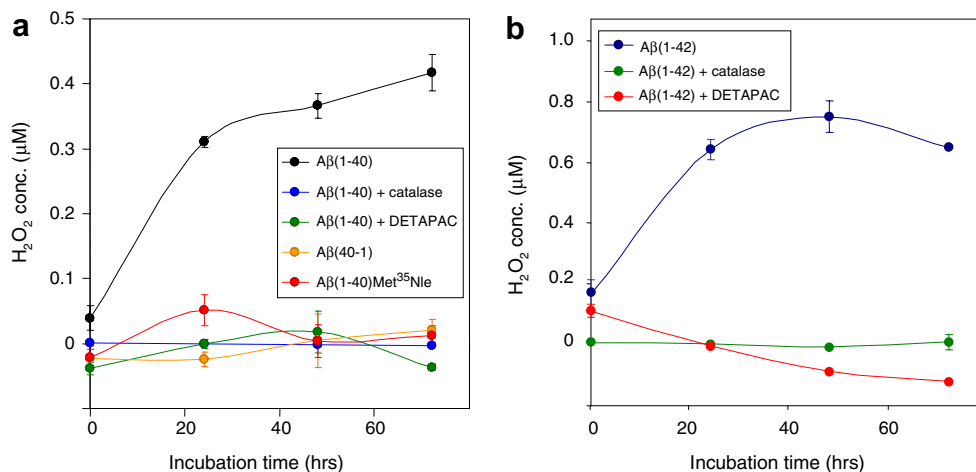 a
0.5
0.4
0.3
0.2
0.1
0
H₂O₂ conc. (μM)
Aβ(1-40)
Aβ(1-40) + catalase
Aβ(1-40) + DETAPAC
Aβ(40-1)
Aβ(1-40)Met³⁵Nle
0 20 40 60
Incubation time (hrs)
b
1.0
0.8
0.6
0.4
0.2
0
H₂O₂ conc. (μM)
Aβ(1-42)
Aβ(1-42) + catalase
Aβ(1-42) + DETAPAC
0 20 40 60
Incubation time (hrs)